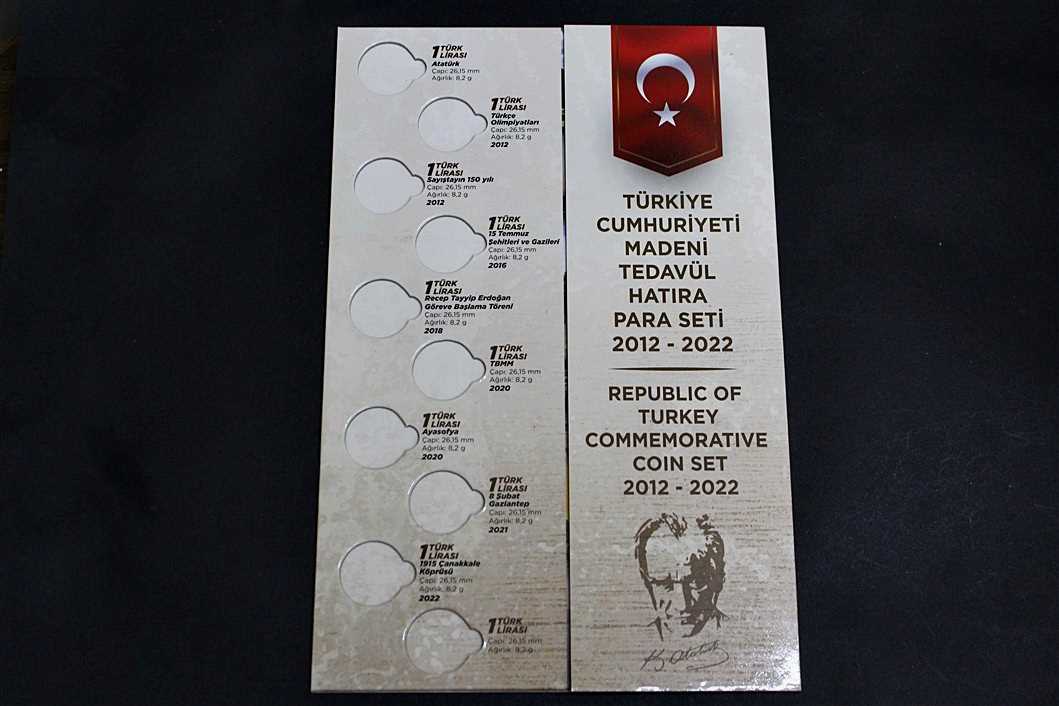 1 TÜRK
LİRASI
Atatürk
Çapı: 26,15 mm
Ağırlık: 8,2 g
1 TÜRK
LİRASI
Türkçe
Olimpiyatları
Çapı: 26,15 mm
Ağırlık: 8,2 g
2012
1 TÜRK
LİRASI
Sayıştayın 150 yılı
Çapı: 26,15 mm
Ağırlık: 8,2 g
2012
1 TÜRK
LİRASI
15 Temmuz
Şehitleri ve Gazileri
Çapı: 26,15 mm
Ağırlık: 8,2 g
2016
1 TÜRK
LİRASI
Recep Tayyip Erdoğan
Göreve Başlama Töreni
Çapı: 26,15 mm
Ağırlık: 8,2 g
2018
1 TÜRK
LİRASI
TBMM
Çapı: 26,15 mm
Ağırlık: 8,2 g
2020
1 TÜRK
LİRASI
Ayasofya
Çapı: 26,15 mm
Ağırlık: 8,2 g
2020
1 TÜRK
LİRASI
8 Şubat
Gaziantep
Çapı: 26,15 mm
Ağırlık: 8,2 g
2021
1 TÜRK
LİRASI
1915 Çanakkale
Köprüsü
Çapı: 26,15 mm
Ağırlık: 8,2 g
2022
1 TÜRK
LİRASI
Çapı: 26,15 mm
Ağırlık: 8,2 g
TÜRKİYE
CUMHURİYETİ
MADENİ
TEDAVÜL
HATIRA
PARA SETİ
2012 - 2022
REPUBLIC OF
TURKEY
COMMEMORATIVE
COIN SET
2012 - 2022
K. Atatürk